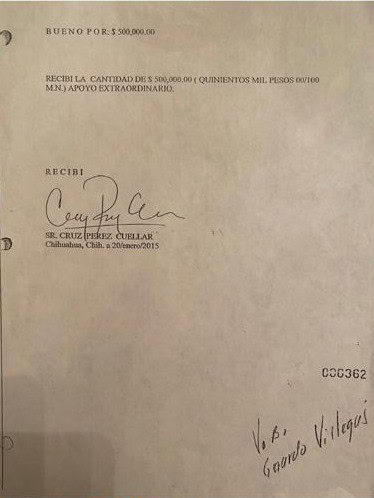 BUENO POR: $ 500,000.00
RECIBI LA CANTIDAD DE $ 500,000.00 ( QUINIENTOS MIL PESOS 00/100
M.N.) APOYO EXTRAORDINARIO.
RECIBI
SR. CRUZ PEREZ CUELLAR
Chihuahua, Chih. a 20/enero/2015
000362
Vo. B.
Gerardo Villegas